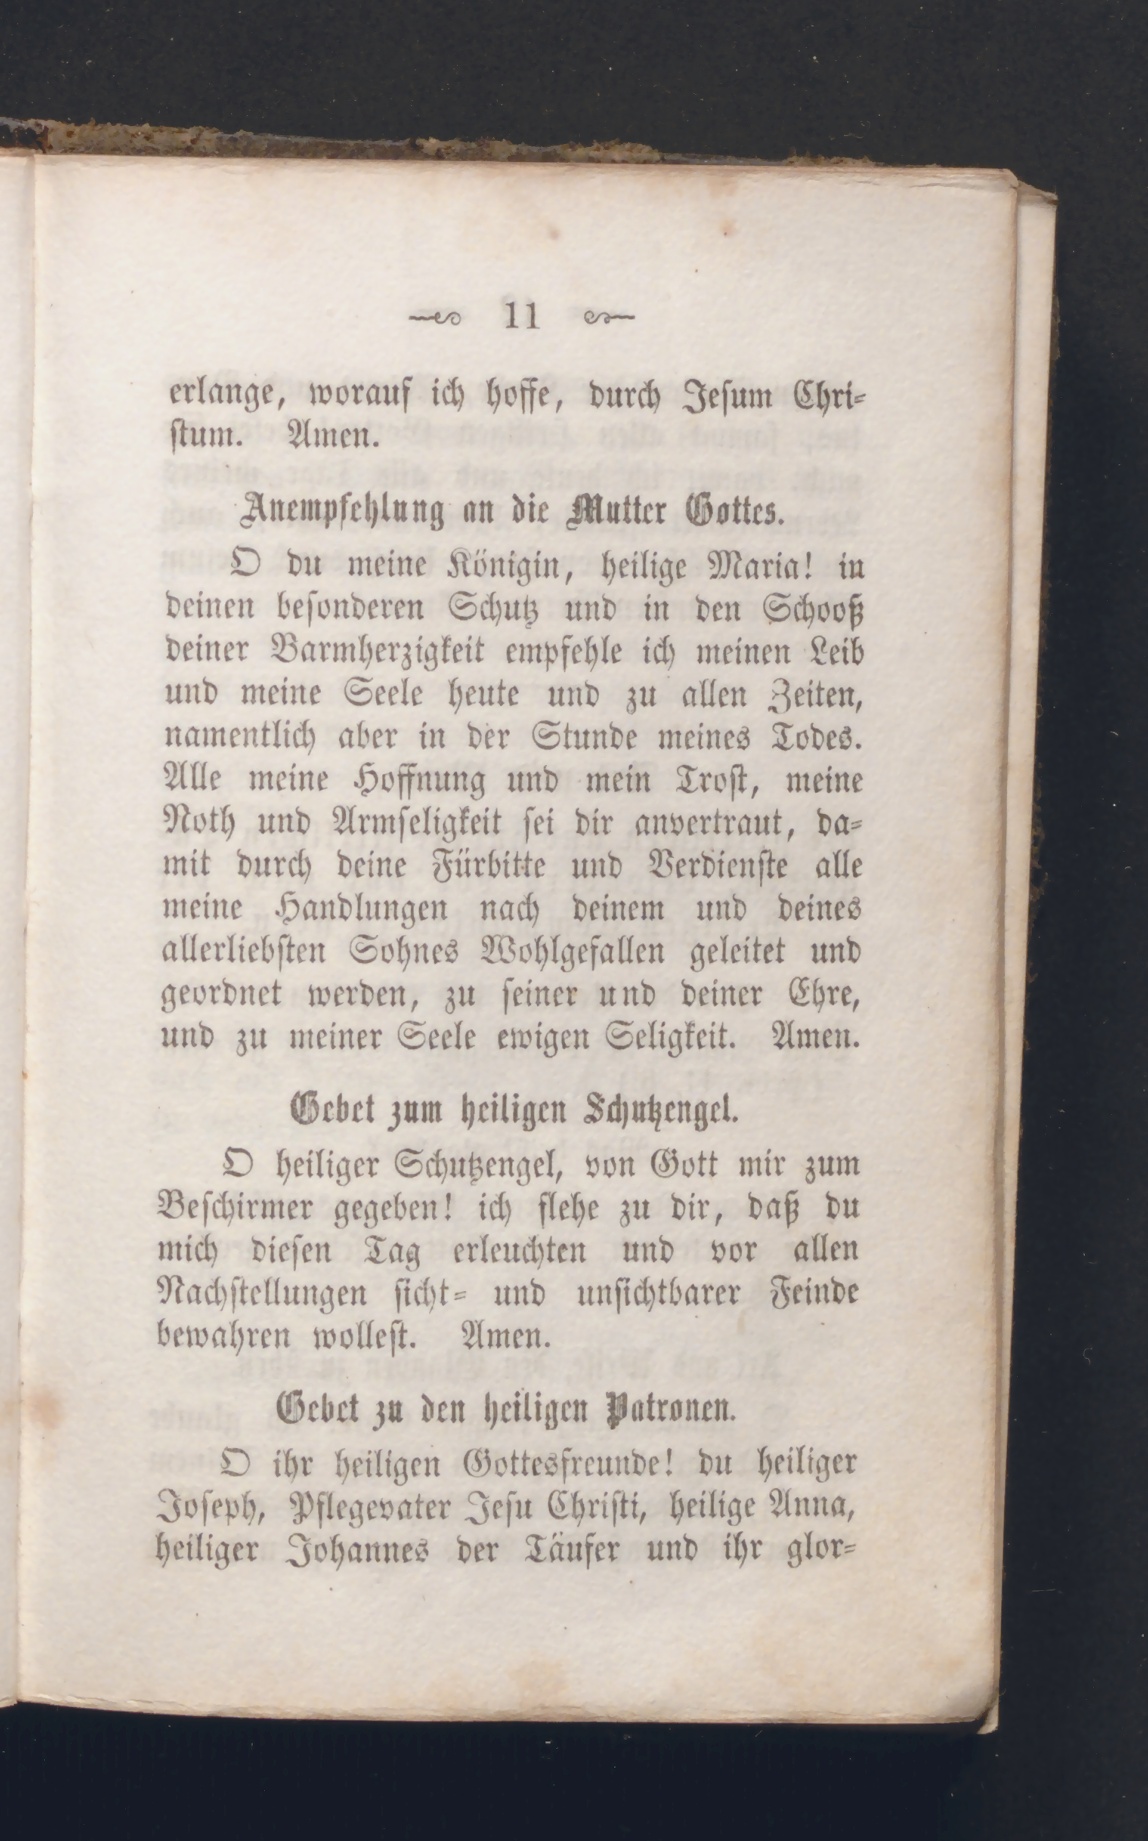 11
erlange, worauf ich hoffe, durch Jesum Chri-
stum. Amen.
Anempfehlung an die Mutter Gottes.
O du meine Königin, heilige Maria! in
deinen besonderen Schutz und in den Schooß
deiner Barmherzigkeit empfehle ich meinen Leib
und meine Seele heute und zu allen Zeiten,
namentlich aber in der Stunde meines Todes.
Alle meine Hoffnung und mein Trost, meine
Noth und Armseligkeit sei dir anvertraut, da-
mit durch deine Fürbitte und Verdienste alle
meine Handlungen nach deinem und deines
allerliebsten Sohnes Wohlgefallen geleitet und
geordnet werden, zu seiner und deiner Ehre,
und zu meiner Seele ewigen Seligkeit. Amen.
Gebet zum heiligen Schutzengel.
O heiliger Schutzengel, von Gott mir zum
Beschirmer gegeben! ich flehe zu dir, daß du
mich diesen Tag erleuchten und vor allen
Nachstellungen sicht- und unsichtbarer Feinde
bewahren wollest. Amen.
Gebet zu den heiligen Patronen.
O ihr heiligen Gottesfreunde! du heiliger
Joseph, Pflegevater Jesu Christi, heilige Anna,
heiliger Johannes der Täufer und ihr glor-